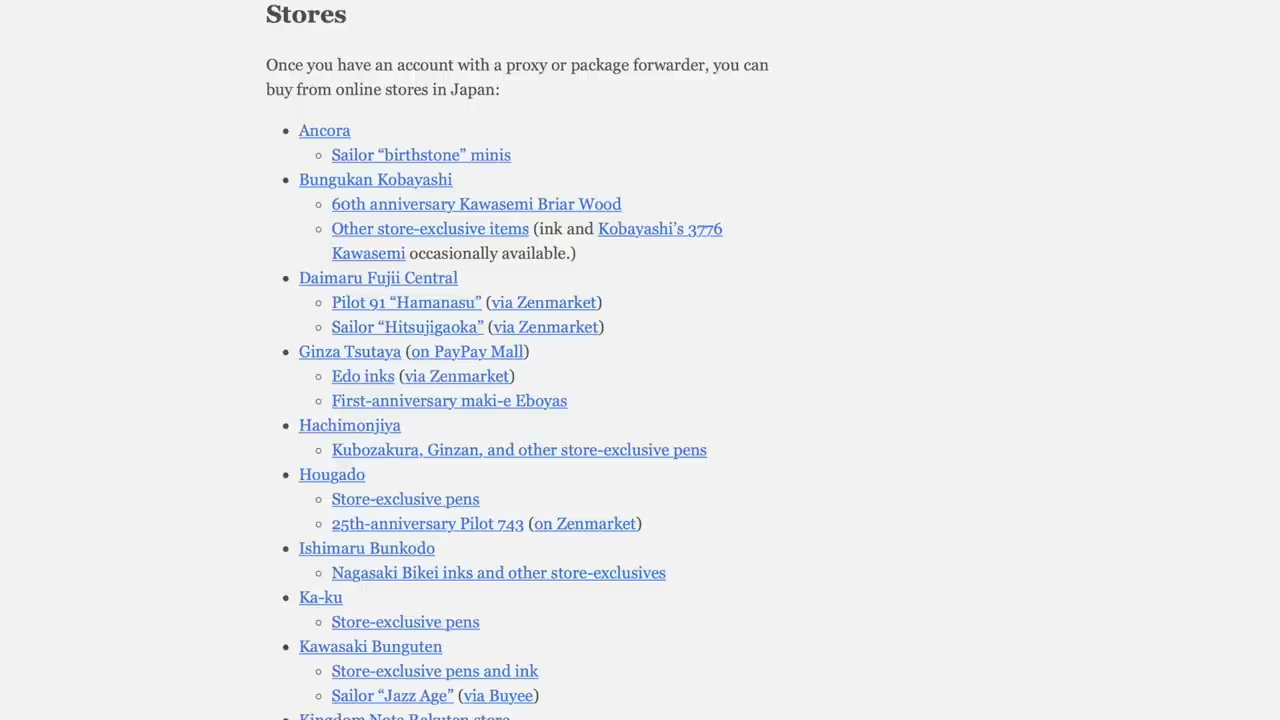 Stores
Once you have an account with a proxy or package forwarder, you can
buy from online stores in Japan:
• Ancora
◦ Sailor “birthstone” minis
• Bungukan Kobayashi
◦ 60th anniversary Kawasemi Briar Wood
◦ Other store-exclusive items (ink and Kobayashi’s 3776
Kawasemi occasionally available.)
• Daimaru Fujii Central
◦ Pilot 91 “Hamanasu” (via Zenmarket)
◦ Sailor “Hitsujigaoka” (via Zenmarket)
• Ginza Tsutaya (on PayPay Mall)
◦ Edo inks (via Zenmarket)
◦ First-anniversary maki-e Eboyas
• Hachimonjiya
◦ Kubozakura, Ginzan, and other store-exclusive pens
• Hougado
◦ Store-exclusive pens
◦ 25th-anniversary Pilot 743 (on Zenmarket)
• Ishimaru Bunkodo
◦ Nagasaki Bikei inks and other store-exclusives
• Ka-ku
◦ Store-exclusive pens
• Kawasaki Bunguten
◦ Store-exclusive pens and ink
◦ Sailor “Jazz Age” (via Buyee)
• Kingdom Note Rakuten store